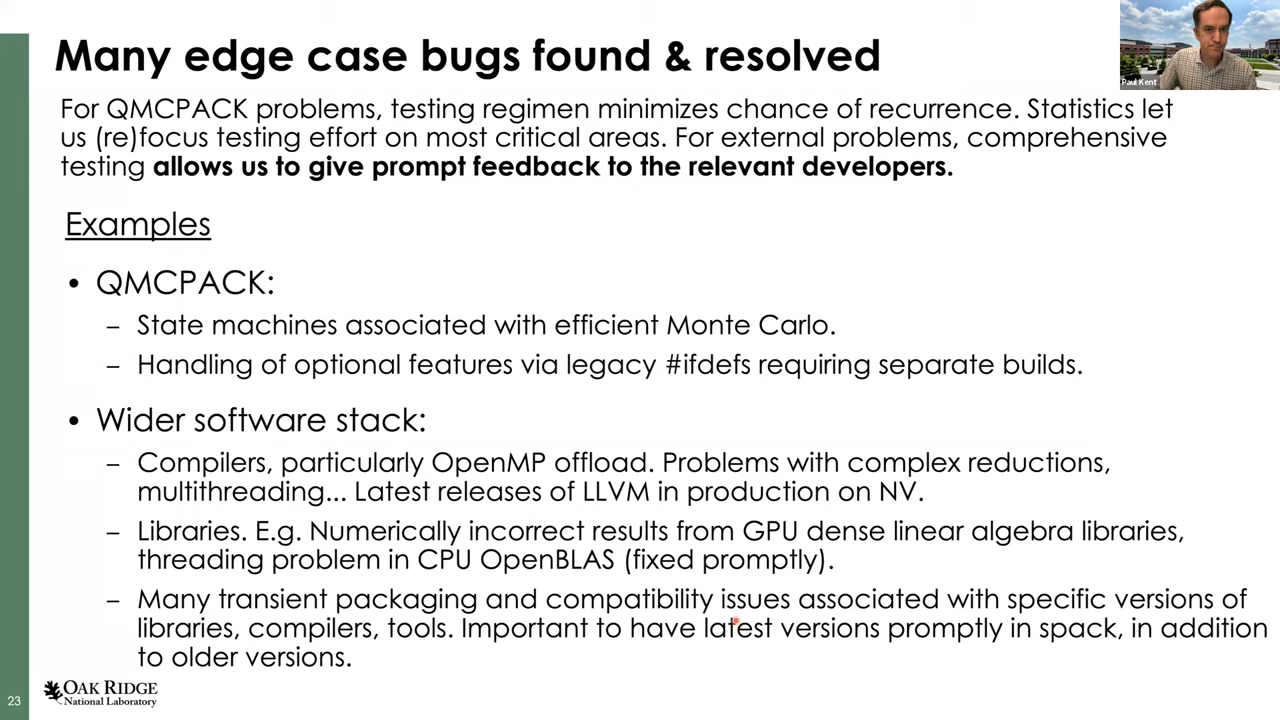 Many edge case bugs found & resolved
Paul Kent
For QMCPACK problems, testing regimen minimizes chance of recurrence. Statistics let
us (re)focus testing effort on most critical areas. For external problems, comprehensive
testing allows us to give prompt feedback to the relevant developers.
Examples
• QMCPACK:
– State machines associated with efficient Monte Carlo.
– Handling of optional features via legacy #ifdefs requiring separate builds.
• Wider software stack:
– Compilers, particularly OpenMP offload. Problems with complex reductions,
multithreading... Latest releases of LLVM in production on NV.
– Libraries. E.g. Numerically incorrect results from GPU dense linear algebra libraries,
threading problem in CPU OpenBLAS (fixed promptly).
– Many transient packaging and compatibility issues associated with specific versions of
libraries, compilers, tools. Important to have latest versions promptly in spack, in addition
to older versions.
23
OAK RIDGE
National Laboratory